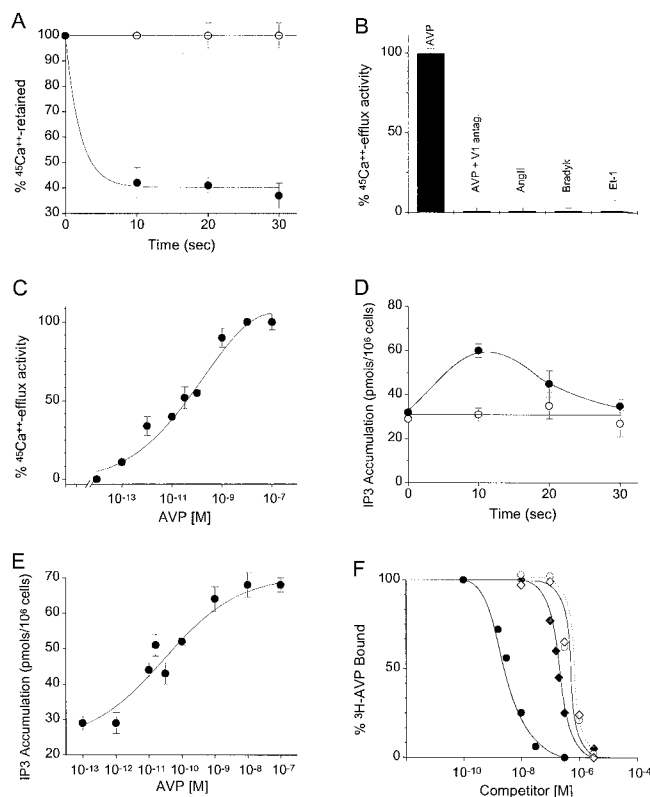 A
% ⁴⁵Ca⁺⁺-retained
100
90
80
70
60
50
40
30
0 10 20 30
Time (sec)
B
% ⁴⁵Ca⁺⁺-efflux activity
100
50
0
AVP
AVP + V1 antag.
AngII
Bradyk
Et-1
C
% ⁴⁵Ca⁺⁺-efflux activity
100
50
0
10⁻¹³ 10⁻¹¹ 10⁻⁹ 10⁻⁷
AVP [M]
D
IP3 Accumulation (pmols/10⁶ cells)
80
60
40
20
0
0 10 20 30
Time (sec)
E
IP3 Accumulation (pmols/10⁶ cells)
70
60
50
40
30
20
10⁻¹³ 10⁻¹² 10⁻¹¹ 10⁻¹⁰ 10⁻⁹ 10⁻⁸ 10⁻⁷
AVP [M]
F
% ³H-AVP Bound
100
50
0
10⁻¹⁰ 10⁻⁸ 10⁻⁶ 10⁻⁴
Competitor [M]